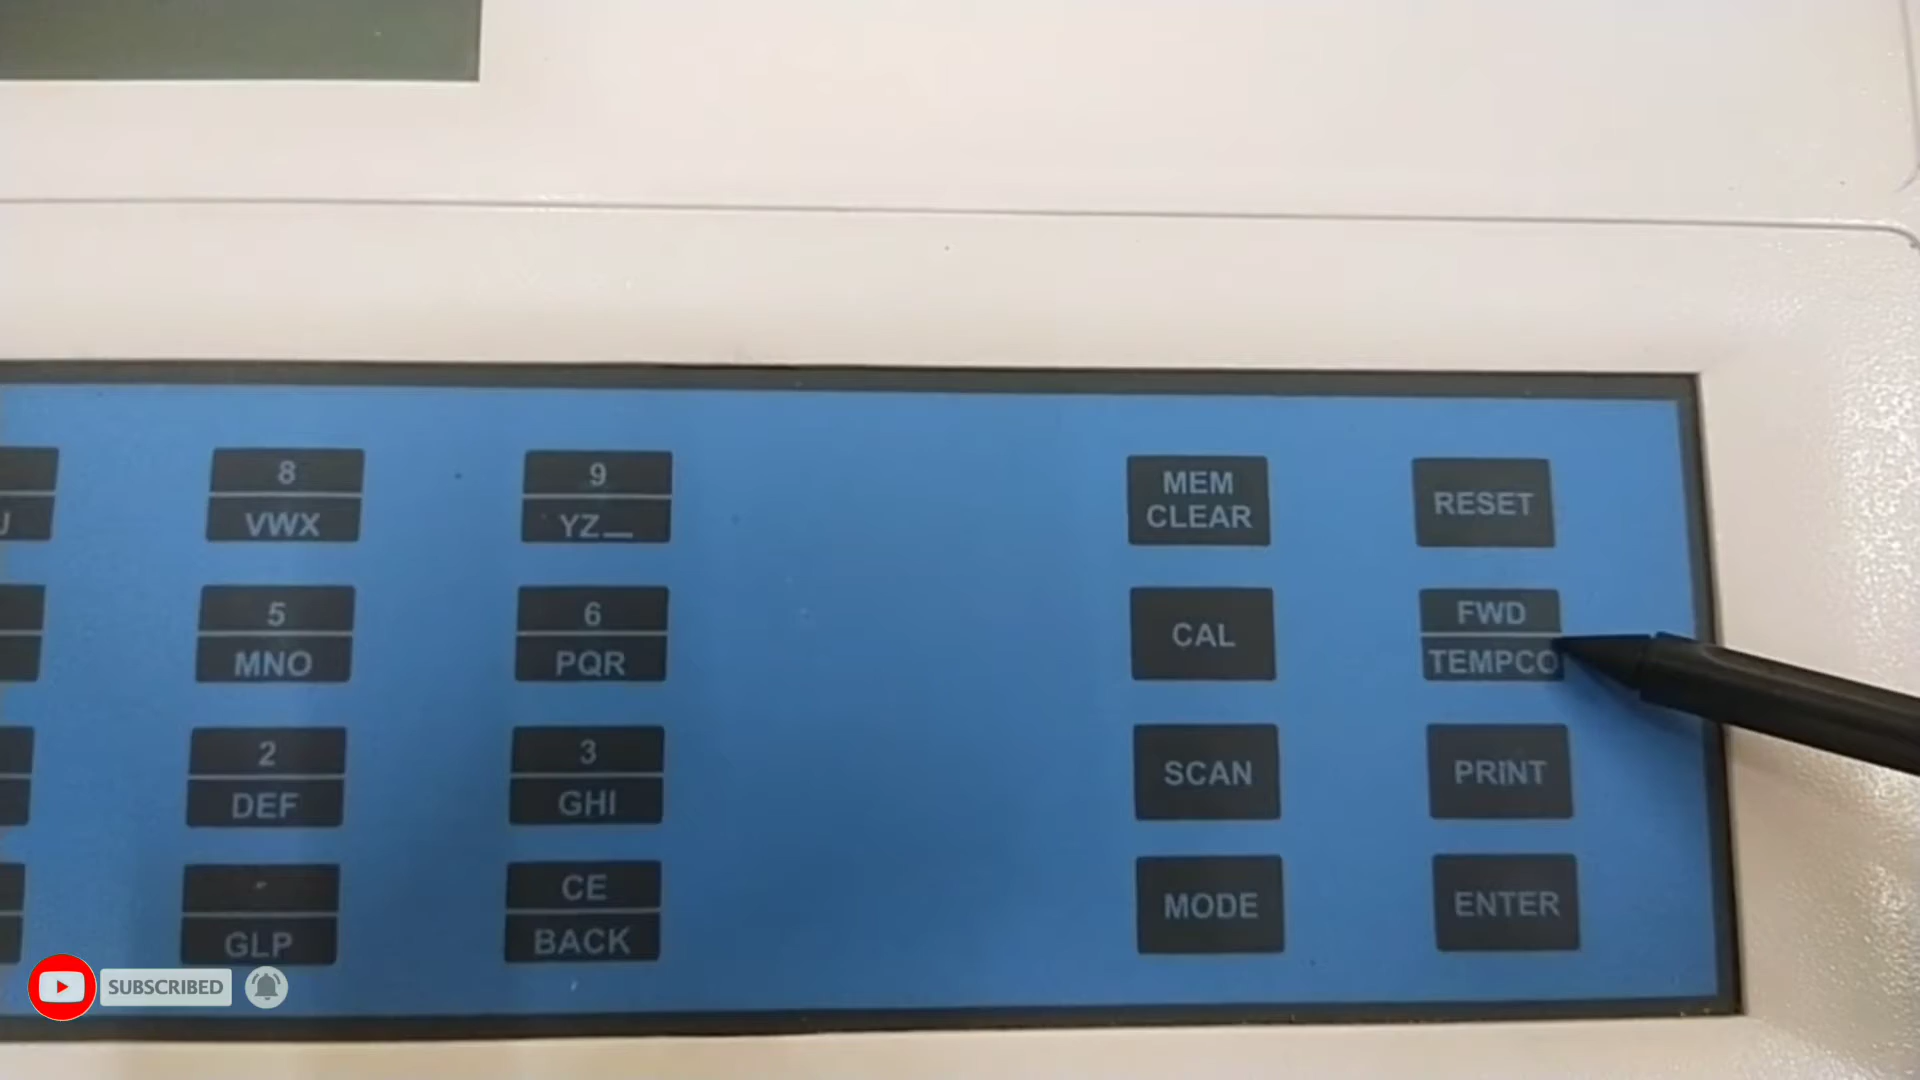 8
VWX
9
YZ_
MEM
CLEAR
RESET
5
MNO
6
PQR
CAL
FWD
TEMPCO
2
DEF
3
GHI
SCAN
PRINT
GLP
CE
BACK
MODE
ENTER
SUBSCRIBED